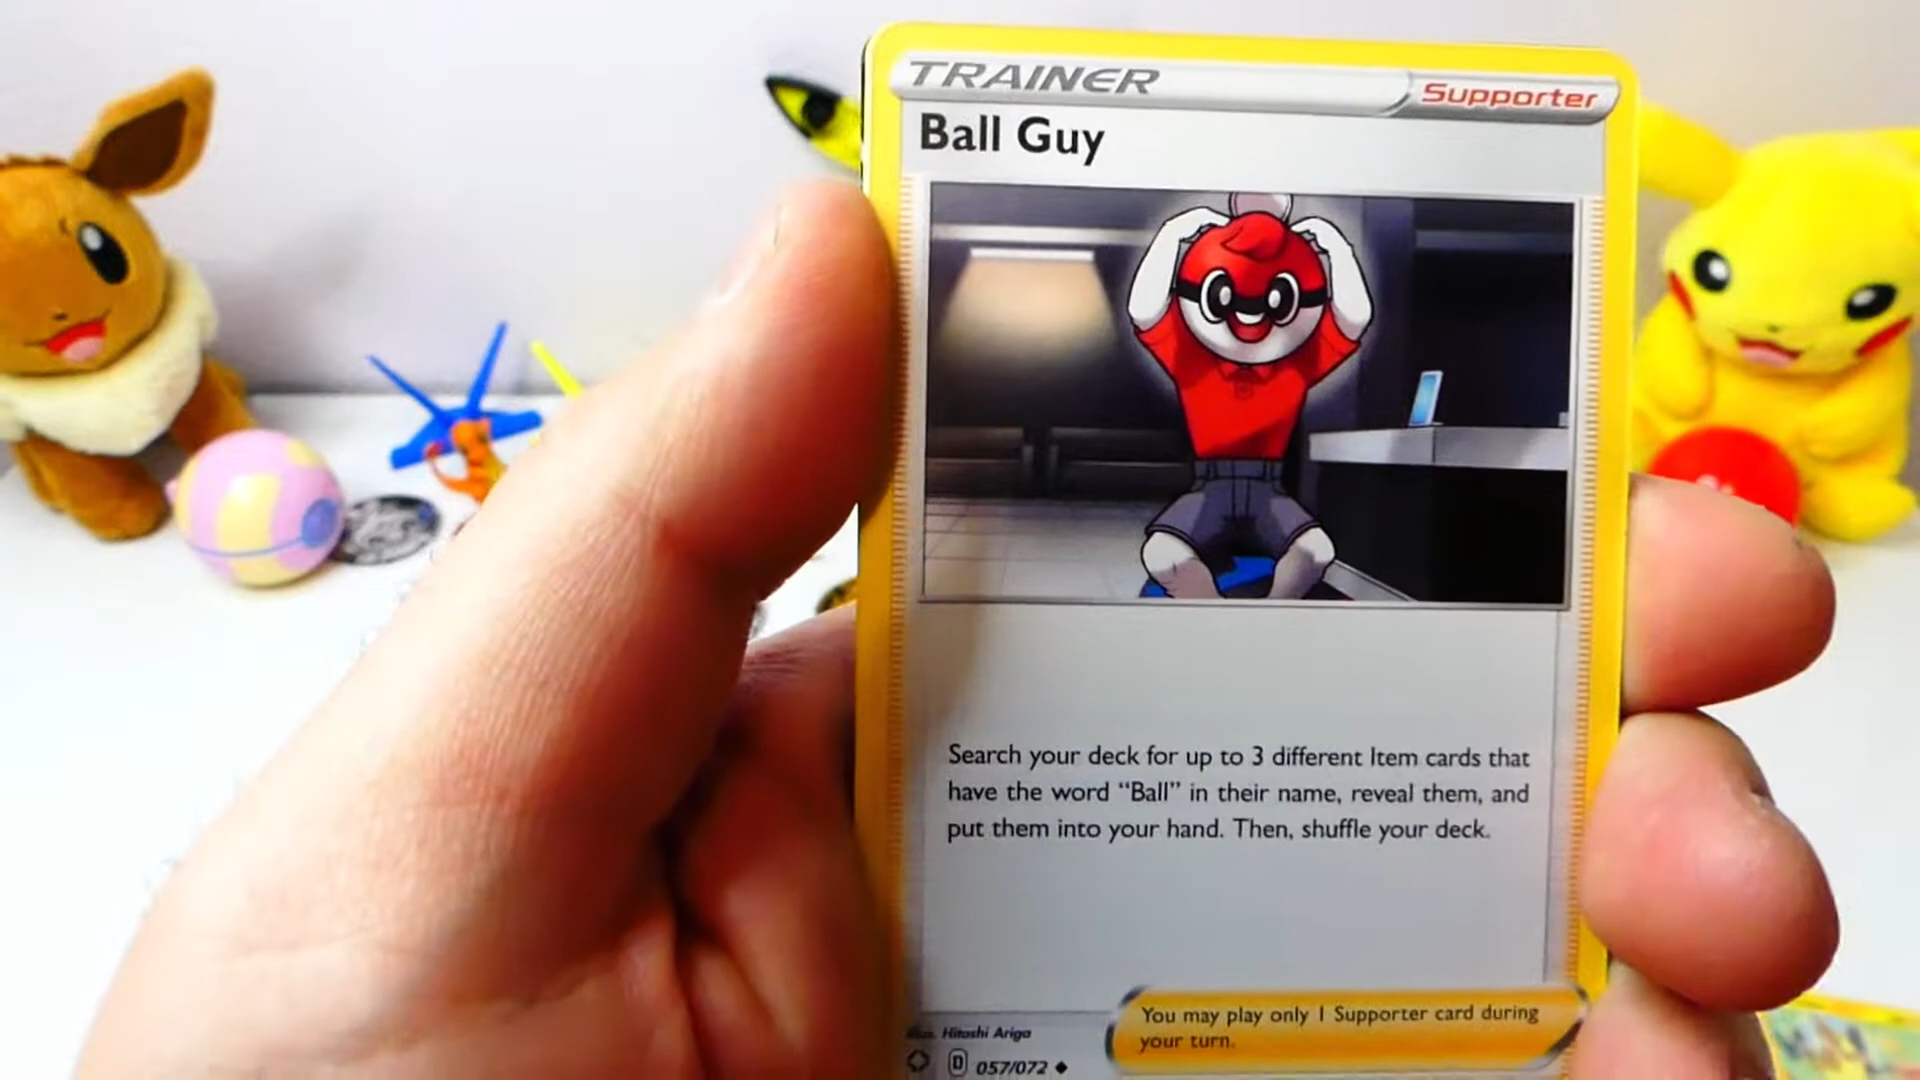 TRAINER
Supporter
Ball Guy
Search your deck for up to 3 different Item cards that
have the word “Ball” in their name, reveal them, and
put them into your hand. Then, shuffle your deck.
You may play only 1 Supporter card during
your turn.
Illus. Hitoshi Ariga
D 057/072